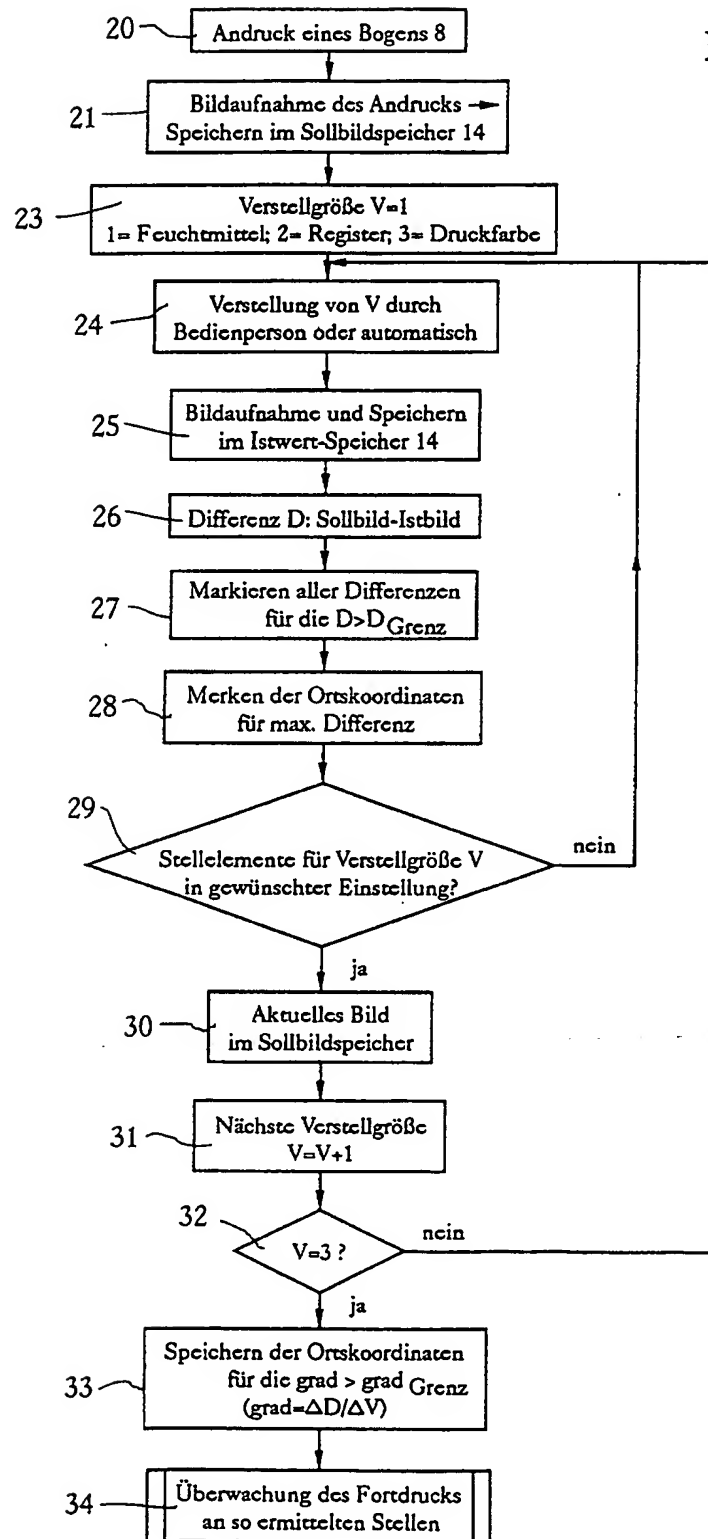 20
Andruck eines Bogens 8
21
Bildaufnahme des Andrucks →
Speichern im Sollbildspeicher 14
23
Verstellgröße V=1
1= Feuchtmittel; 2= Register; 3= Druckfarbe
24
Verstellung von V durch
Bedienperson oder automatisch
25
Bildaufnahme und Speichern
im Istwert-Speicher 14
26
Differenz D: Sollbild-Istbild
27
Markieren aller Differenzen
für die D>D Grenz
28
Merken der Ortskoordinaten
für max. Differenz
29
Stellelemente für Verstellgröße V
in gewünschter Einstellung?
nein
ja
30
Aktuelles Bild
im Sollbildspeicher
31
Nächste Verstellgröße
V=V+1
32
V=3 ?
nein
ja
33
Speichern der Ortskoordinaten
für die grad > grad Grenz
(grad=ΔD/ΔV)
34
Überwachung des Fortdrucks
an so ermittelten Stellen